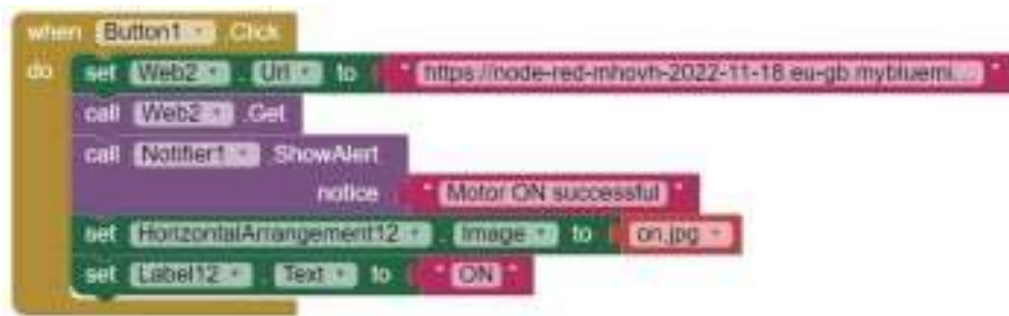 when Button1 .Click
do set Web2 . Url to " https://node-red-mhovh-2022-11-18.eu-gb.mybluemi... "
call Web2 .Get
call Notifier1 .ShowAlert
notice " Motor ON successful "
set HorizontalArrangement12 . Image to on.jpg
set Label12 . Text to " ON "